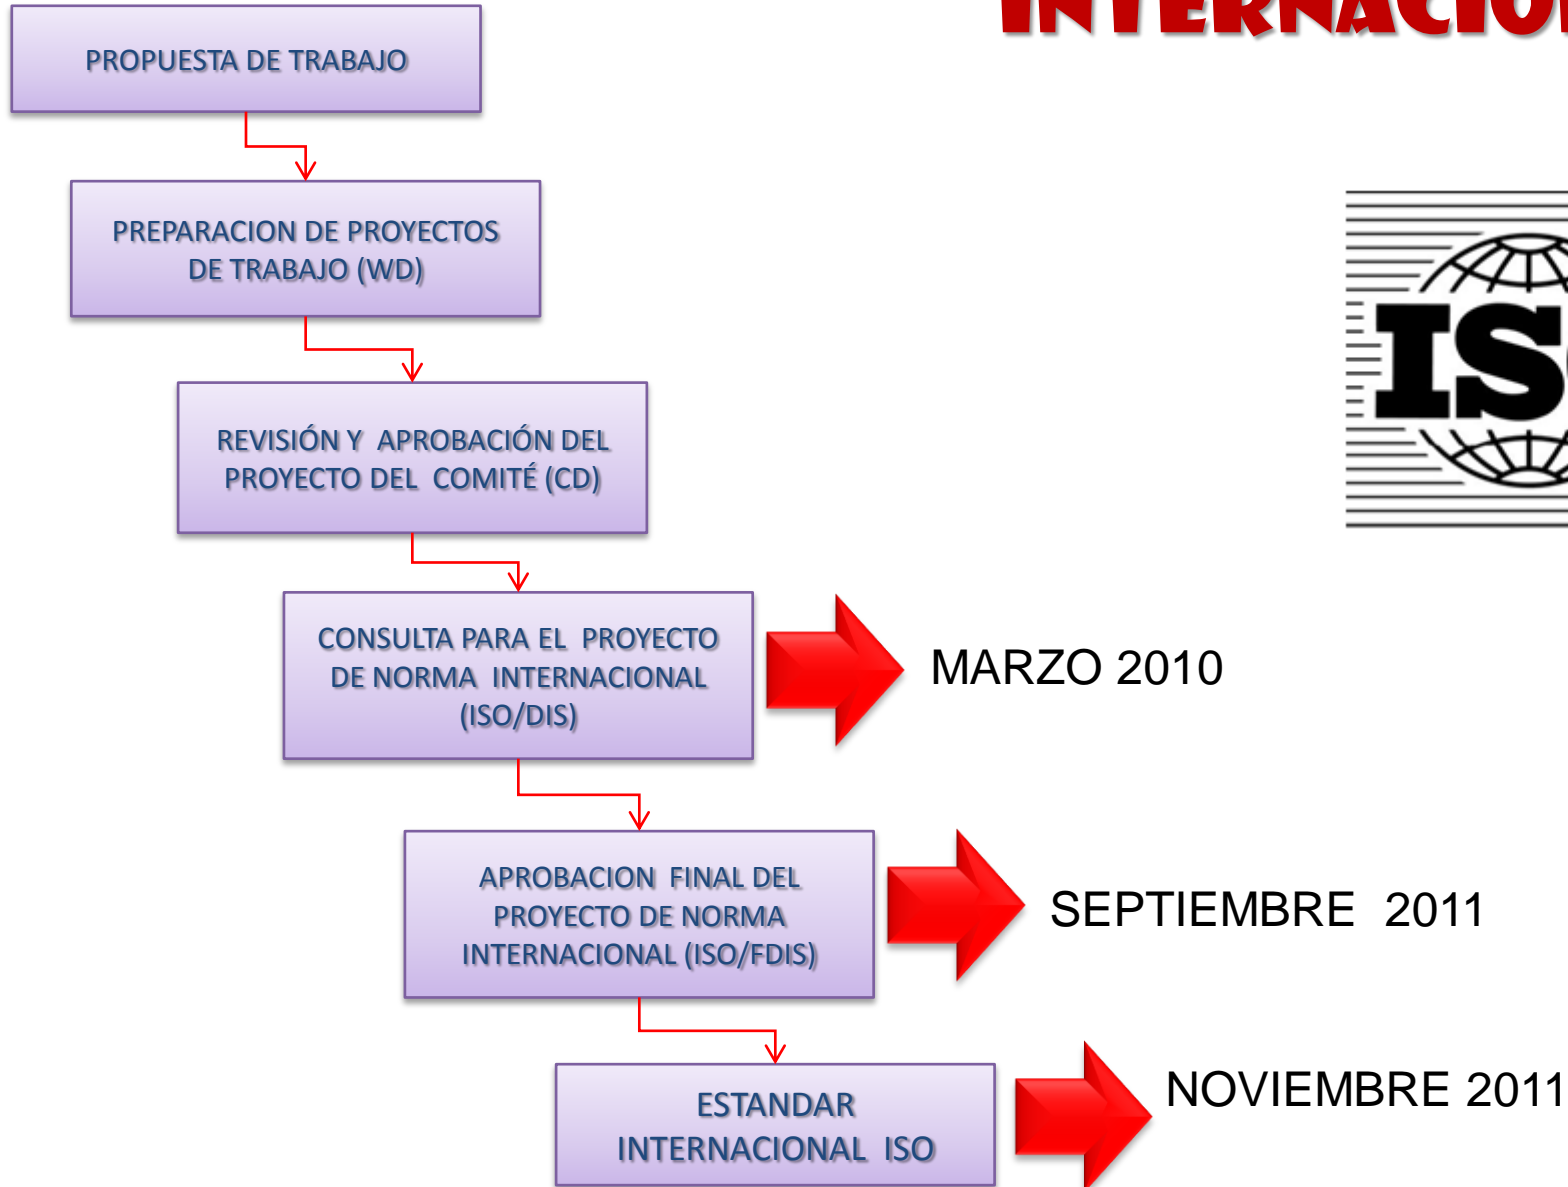 PROPUESTA DE TRABAJO
PREPARACION DE PROYECTOS
DE TRABAJO (WD)
REVISIÓN Y APROBACIÓN DEL
PROYECTO DEL COMITÉ (CD)
CONSULTA PARA EL PROYECTO
DE NORMA INTERNACIONAL
(ISO/DIS)
MARZO 2010
APROBACION FINAL DEL
PROYECTO DE NORMA
INTERNACIONAL (ISO/FDIS)
SEPTIEMBRE 2011
ESTANDAR
INTERNACIONAL ISO
NOVIEMBRE 2011